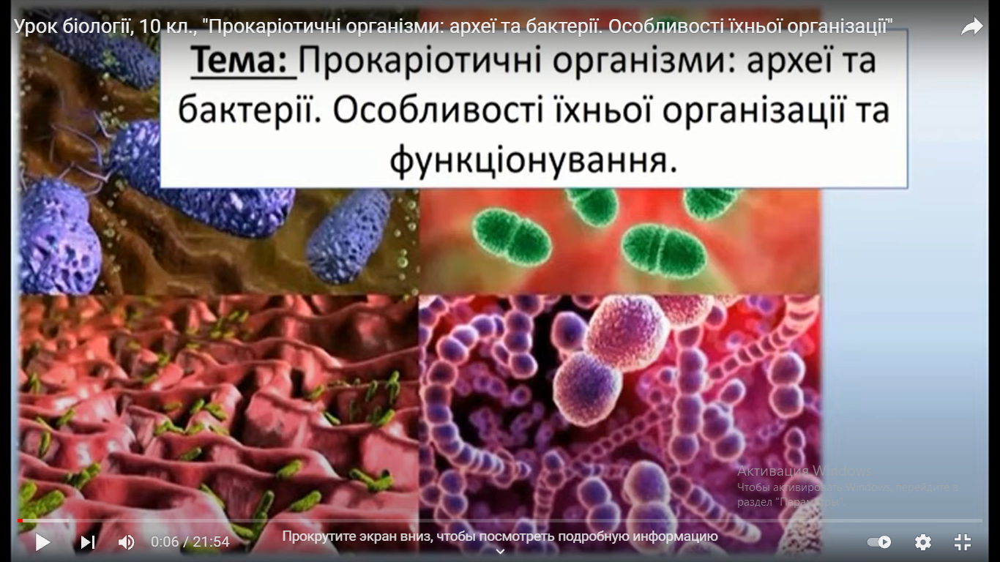 Урок біології, 10 кл., "Прокаріотичні організми: археї та бактерії. Особливості їхньої організації"
Тема: Прокаріотичні організми: археї та
бактерії. Особливості їхньої організації та
функціонування.
Активация Windows
Чтобы активировать Windows, перейдите в
раздел "Параметры".
0:06 / 21:54
Прокрутите экран вниз, чтобы посмотреть подробную информацию